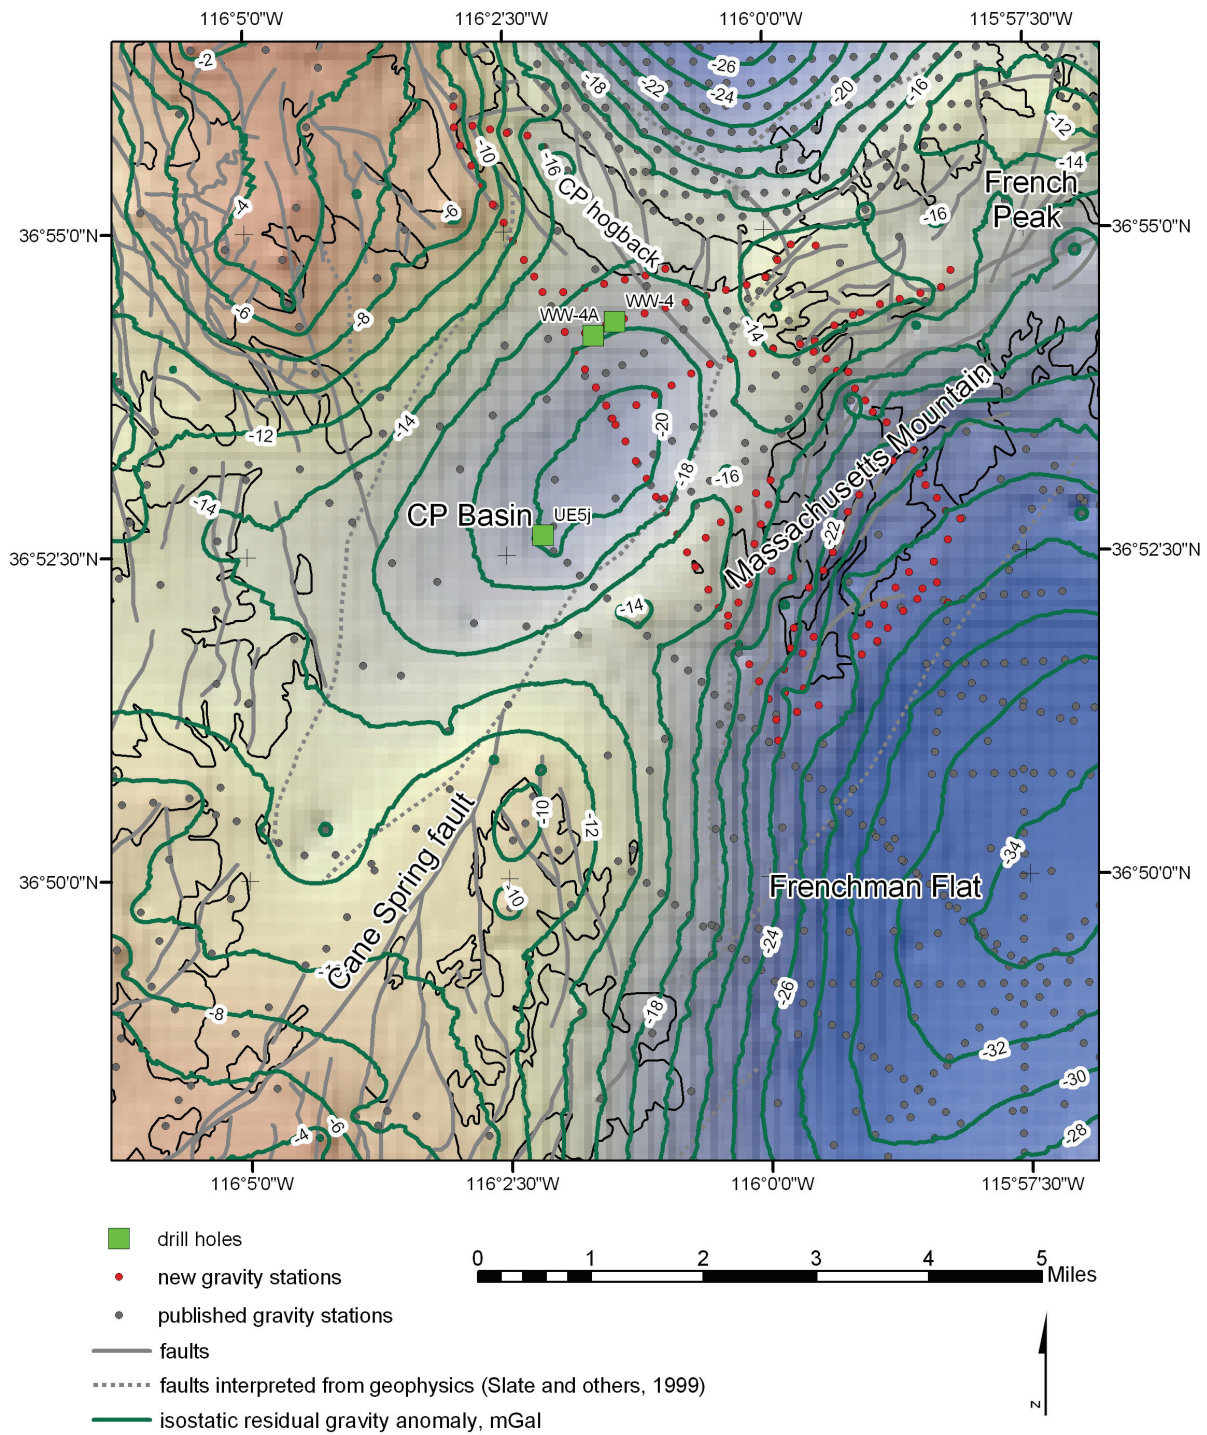 116°5'0"W 116°2'30"W 116°0'0"W 115°57'30"W
-2
-26
-24
-22
-18
-20
-16
-12
-14
-10
-16
French
Peak
-16
-4
-6
CP hogback
36°55'0"N
36°55'0"N
-6
-8
WW-4
WW-4A
-14
-12
-14
-20
-18
-16
Massachusetts Mountain
-14
CP Basin
UE5j
-22
36°52'30"N
36°52'30"N
-14
-10
-12
-34
Cane Spring fault
36°50'0"N
36°50'0"N
-10
Frenchman Flat
-24
-26
-8
-18
-32
-30
-28
-4
-6
116°5'0"W 116°2'30"W 116°0'0"W 115°57'30"W
drill holes
new gravity stations
published gravity stations
faults
faults interpreted from geophysics (Slate and others, 1999)
isostatic residual gravity anomaly, mGal
0 1 2 3 4 5
Miles
N